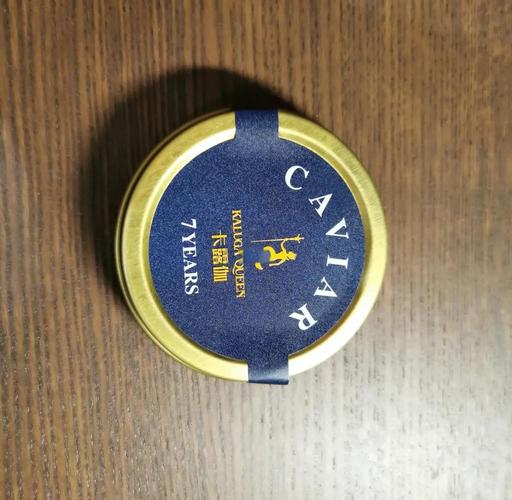 CAVIAR
KALUGA QUEEN
卡露伽
7 YEARS